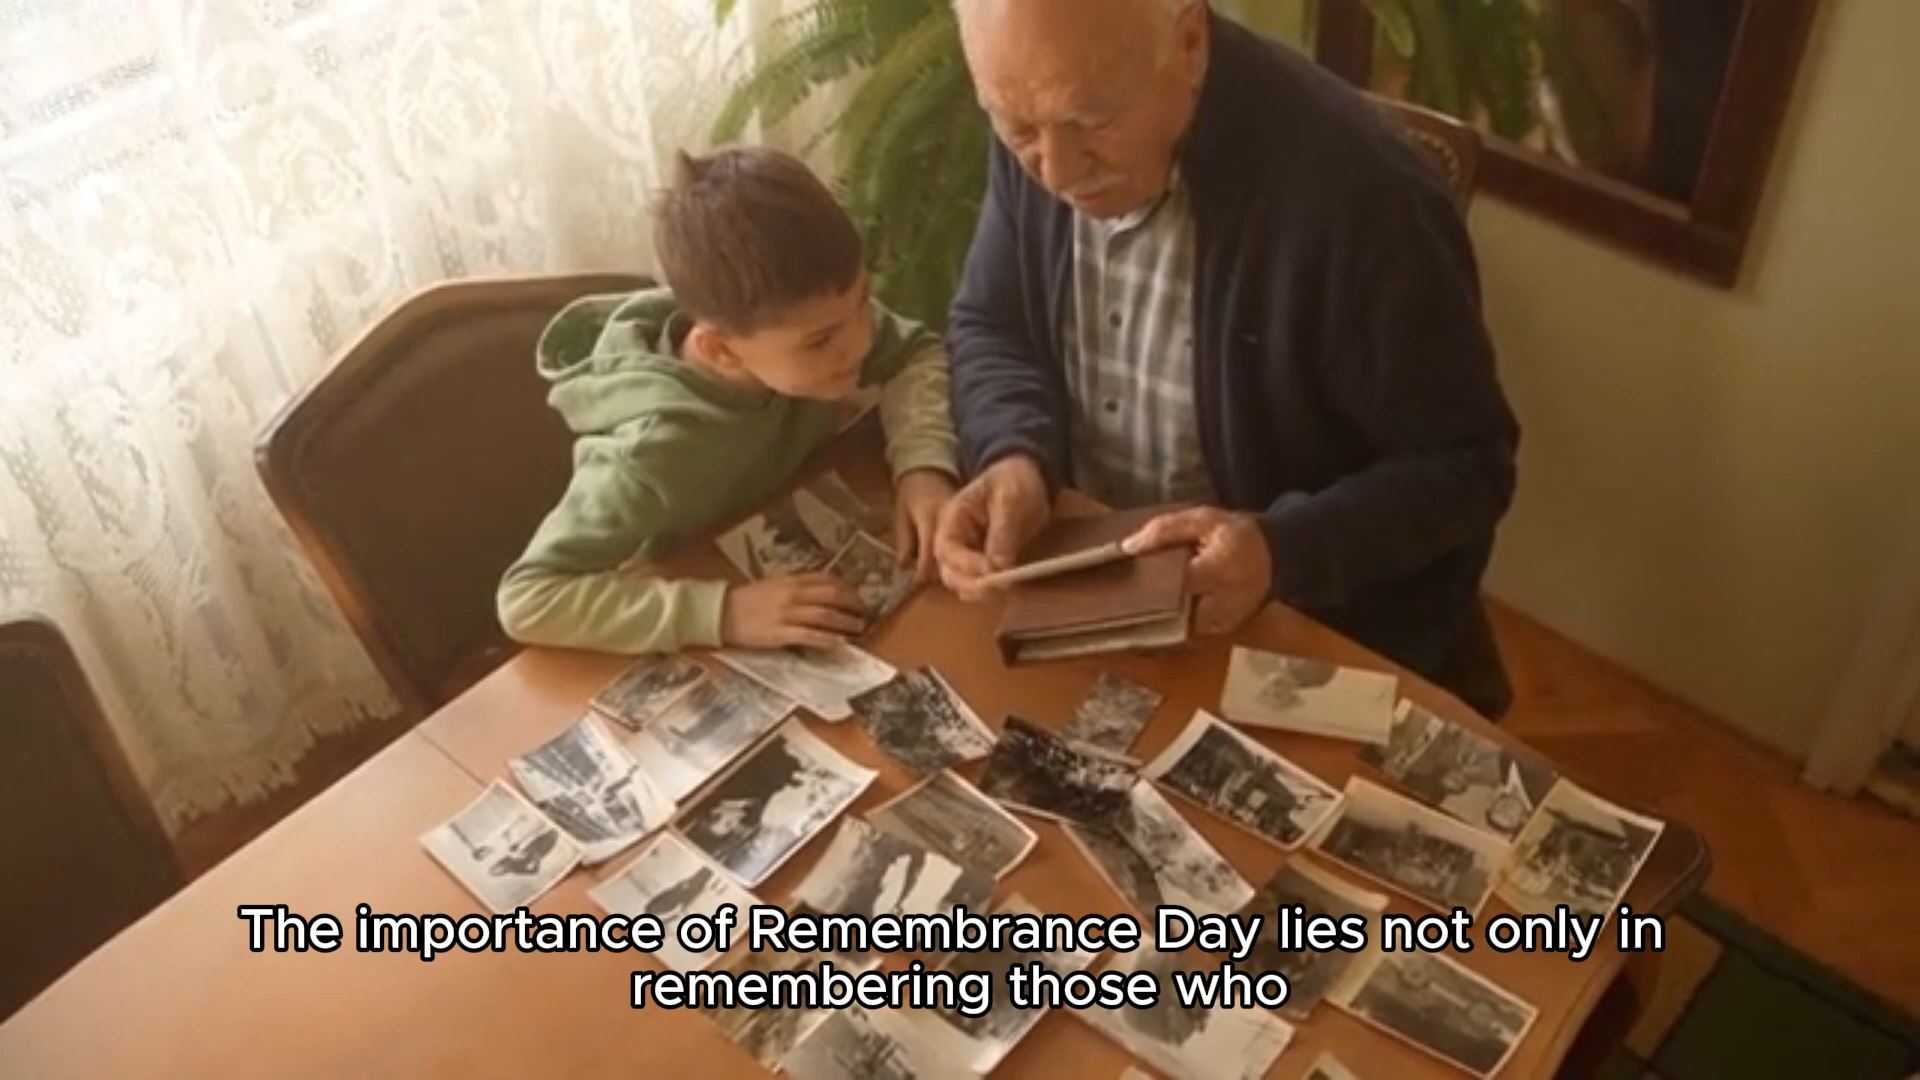 The importance of Remembrance Day lies not only in
remembering those who